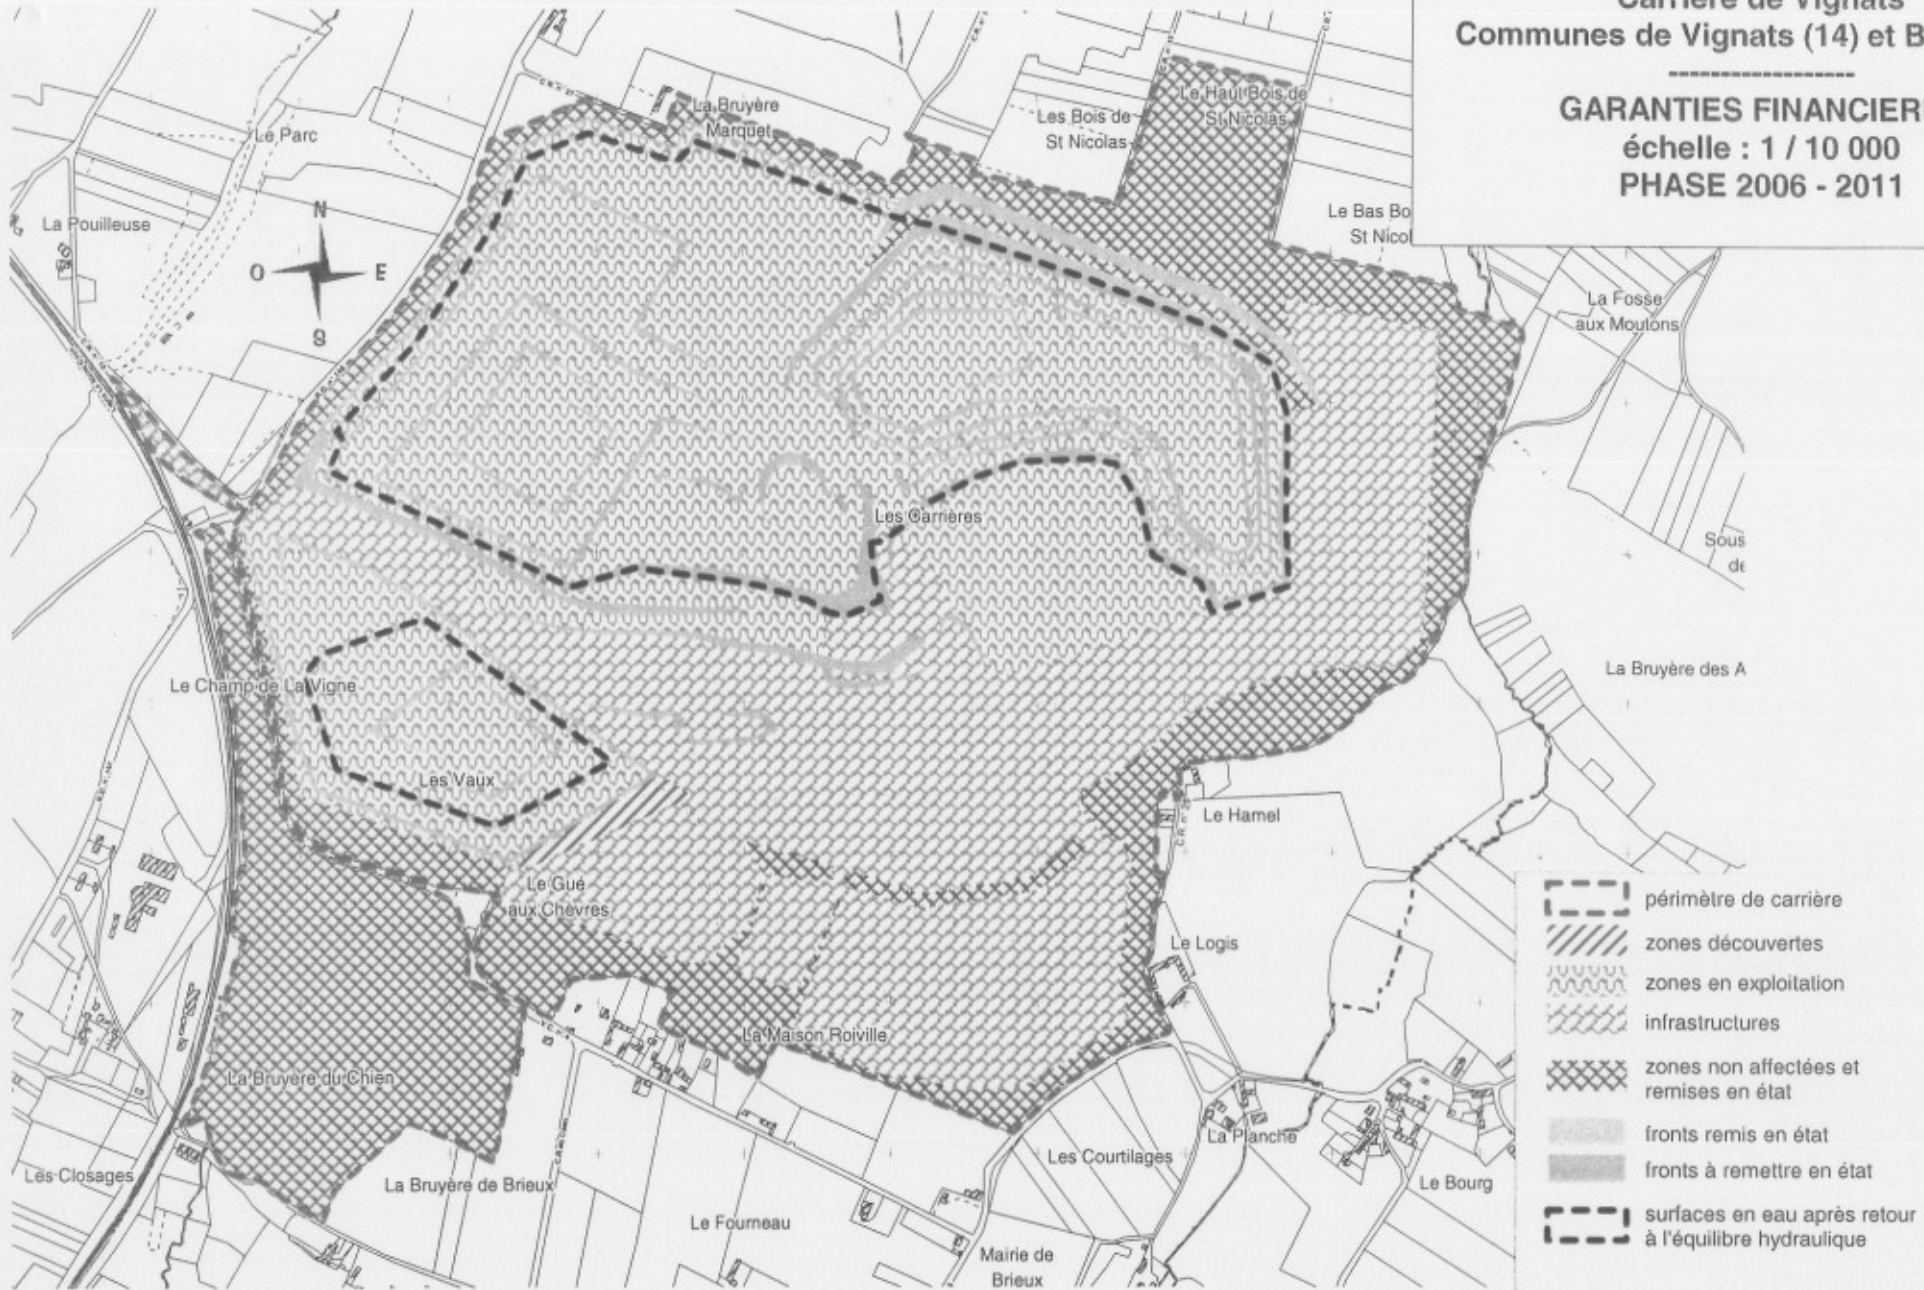 Carrière de Vignats
Communes de Vignats (14) et B
GARANTIES FINANCIER
échelle : 1 / 10 000
PHASE 2006 - 2011
La Bruyère
Marquet
Le Haut Bois de
St Nicolas
Les Bois de
St Nicolas
Le Parc
Le Bas Bo
St Nicol
La Pouilleuse
N
O
E
S
La Fosse
aux Moutons
Les Carrières
Sous
de
La Bruyère des A
Le Champ de La Vigne
Les Vaux
Le Hamel
Le Gué
aux Chèvres
Le Logis
La Maison Roiville
La Bruyère du Chien
La Planche
Les Courtilages
Les Closages
La Bruyère de Brieux
Le Bourg
Le Fourneau
Mairie de
Brieux
périmètre de carrière
zones découvertes
zones en exploitation
infrastructures
zones non affectées et
remises en état
fronts remis en état
fronts à remettre en état
surfaces en eau après retour
à l'équilibre hydraulique